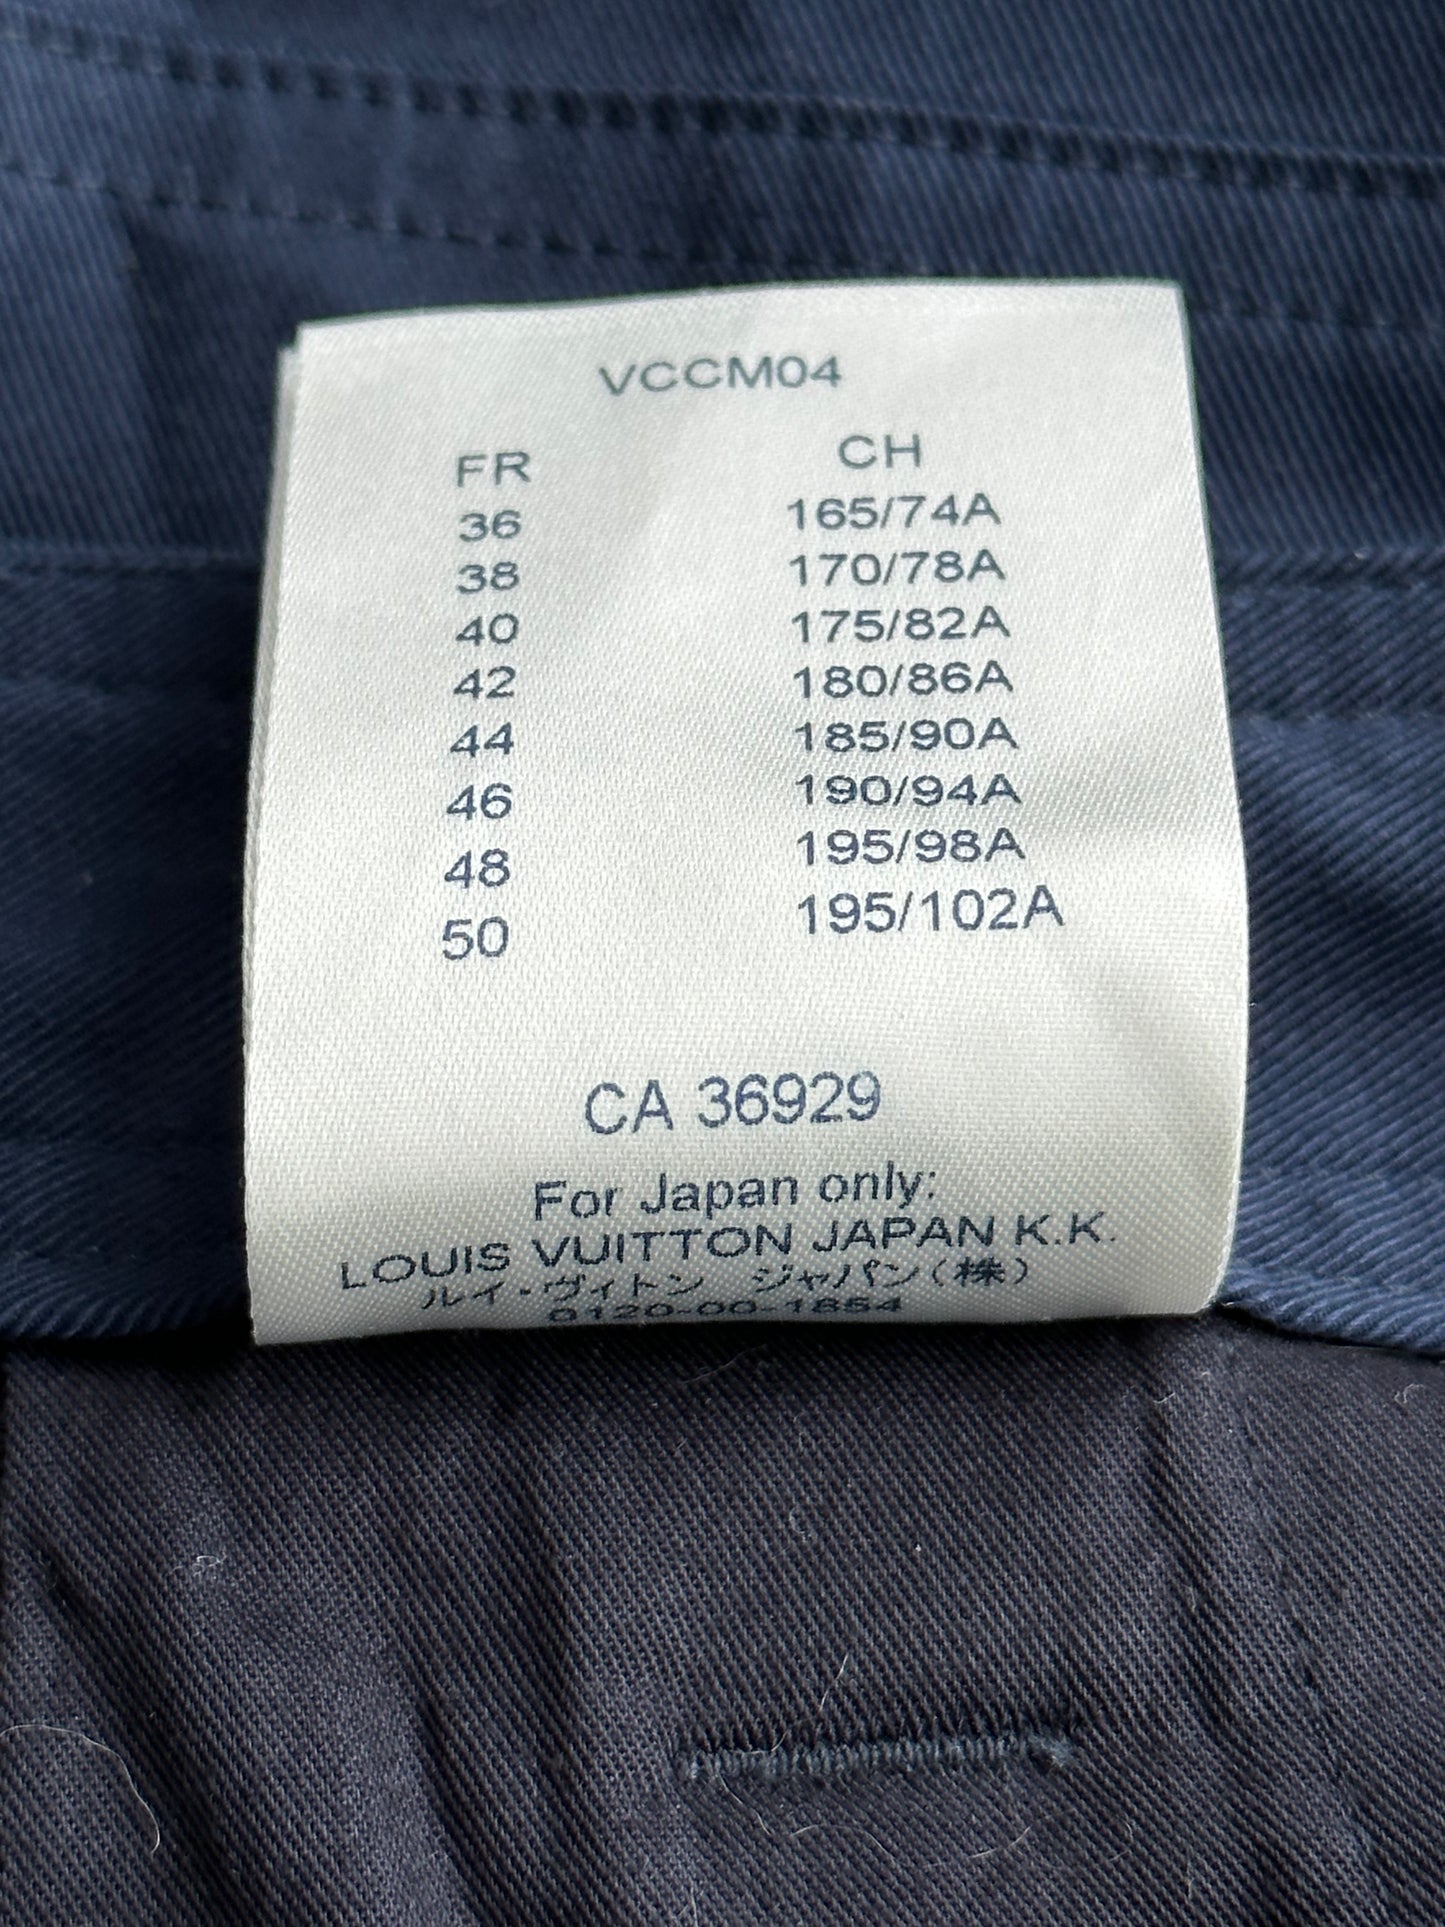 VCCM04
FR CH
36 165/74A
38 170/78A
40 175/82A
42 180/86A
44 185/90A
46 190/94A
48 195/98A
50 195/102A
CA 36929
For Japan only:
LOUIS VUITTON JAPAN K.K.
ルイ・ヴィトン ジャパン(株)
0120-00-1854